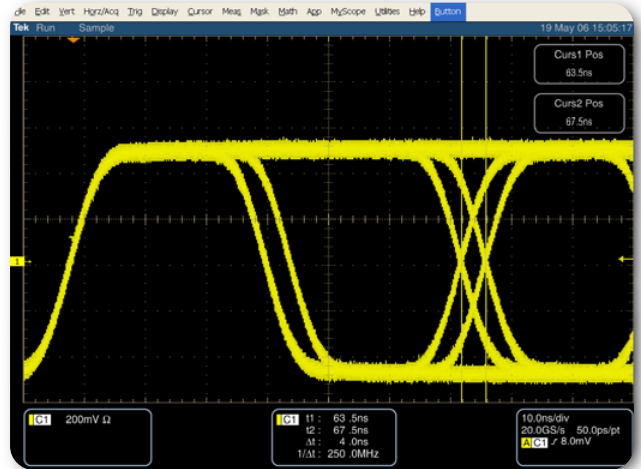 File Edit Vert Horz/Acq Trig Display Cursor Meas Mask Math App MyScope Utilities Help Button
Tek Run Sample 19 May 06 15:05:17
Curs1 Pos
63.5ns
Curs2 Pos
67.5ns
1
C1 200mV Ω
C1 t1: 63.5ns
t2: 67.5ns
Δt: 4.0ns
1/Δt: 250.0MHz
10.0ns/div
20.0GS/s 50.0ps/pt
A C1 ∫ 8.0mV